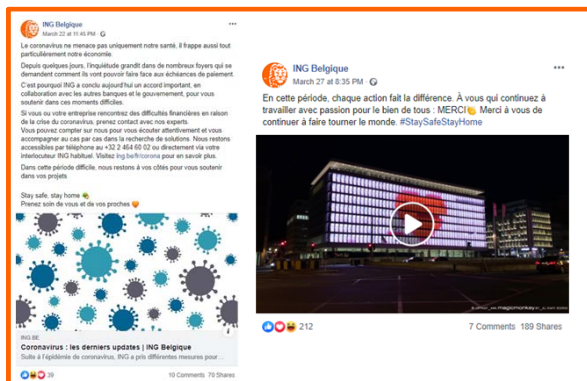 ING Belgique
March 22 at 11:45 PM
Le coronavirus ne menace pas uniquement notre santé, il frappe aussi tout
particulièrement notre économie.
Depuis quelques jours, l'inquiétude grandit dans de nombreux foyers qui se
demandent comment ils vont pouvoir faire face aux échéances de paiement.
C'est pourquoi ING a conclu aujourd'hui un accord important, en
collaboration avec les autres banques et le gouvernement, pour vous
soutenir dans ces moments difficiles.
Si vous ou votre entreprise rencontrez des difficultés financières en raison
de la crise du coronavirus, prenez contact avec nos experts.
Vous pouvez compter sur nous pour vous écouter attentivement et vous
accompagner au cas par cas dans la recherche de solutions. Nous restons
accessibles par téléphone au +32 2 464 60 02 ou directement via votre
interlocuteur ING habituel. Visitez ing.be/fr/corona pour en savoir plus.
Dans cette période difficile, nous restons à vos côtés pour vous soutenir
dans vos projets
Stay safe, stay home
Prenez soin de vous et de vos proches 🧡
ING.BE
Coronavirus : les derniers updates | ING Belgique
Suite à l'épidémie de coronavirus, ING a pris différentes mesures pour…
39
10 Comments 70 Shares
ING Belgique
March 27 at 8:35 PM
En cette période, chaque action fait la différence. À vous qui continuez à
travailler avec passion pour le bien de tous : MERCI👏 Merci à vous de
continuer à faire tourner le monde. #StaySafeStayHome
magicmonkey
212
7 Comments 189 Shares